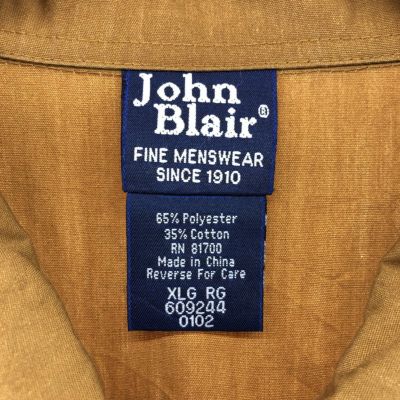 John
Blair®
FINE MENSWEAR
SINCE 1910
65% Polyester
35% Cotton
RN 81700
Made in China
Reverse For Care
XLG RG
609244
0102